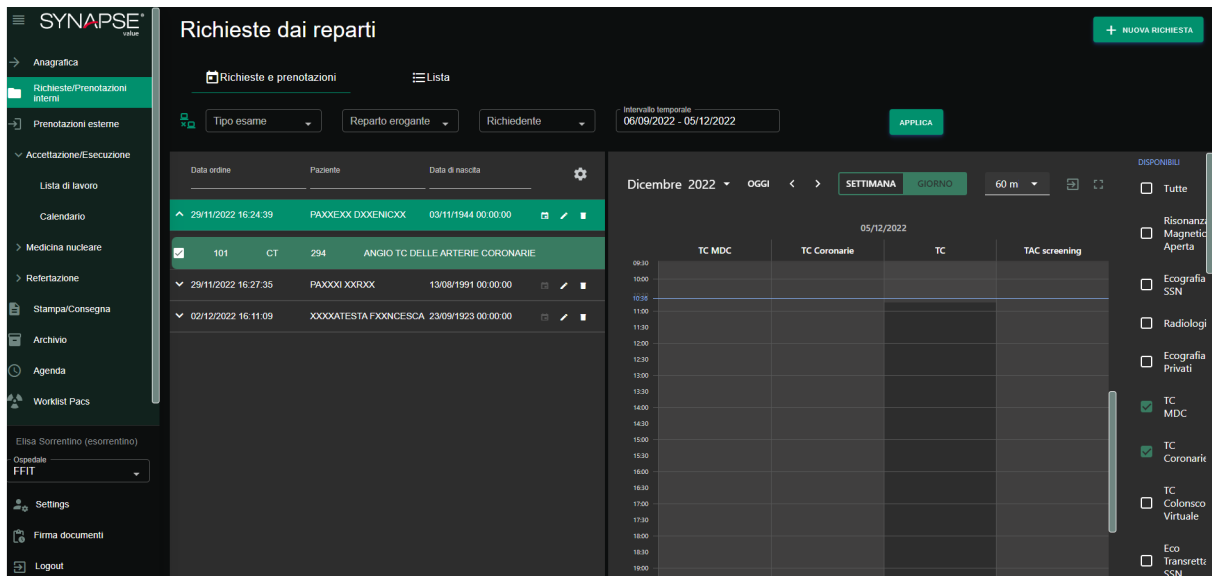 SYNAPSE
value
Anagrafica
Richieste/Prenotazioni
interni
Prenotazioni esterne
Accettazione/Esecuzione
Lista di lavoro
Calendario
Medicina nucleare
Refertazione
Stampa/Consegna
Archivio
Agenda
Worklist Pacs
Elisa Sorrentino (esorrentino)
Ospedale
FFIT
Settings
Firma documenti
Logout
Richieste dai reparti
+ NUOVA RICHIESTA
Richieste e prenotazioni Lista
Tipo esame Reparto erogante Richiedente
Intervallo temporale
06/09/2022 - 05/12/2022
APPLICA
Data ordine Paziente Data di nascita
29/11/2022 16:24:39 PAXXEXX DXXENICXX 03/11/1944 00:00:00
101 CT 294 ANGIO TC DELLE ARTERIE CORONARIE
29/11/2022 16:27:35 PAXXXI XXRXX 13/08/1991 00:00:00
02/12/2022 16:11:09 XXXXATESTA FXXNCESCA 23/09/1923 00:00:00
Dicembre 2022 OGGI < > SETTIMANA GIORNO 60 m
05/12/2022
TC MDC TC Coronarie TC TAC screening
09:30
10:00
10:38
11:00
11:30
12:00
12:30
13:00
13:30
14:00
14:30
15:00
15:30
16:00
16:30
17:00
17:30
18:00
18:30
19:00
DISPONIBILI
Tutte
Risonanza
Magnetic
Aperta
Ecografia
SSN
Radiologi
Ecografia
Privati
TC
MDC
TC
Coronarie
TC
Colonsco
Virtuale
Eco
Transretta
SSN